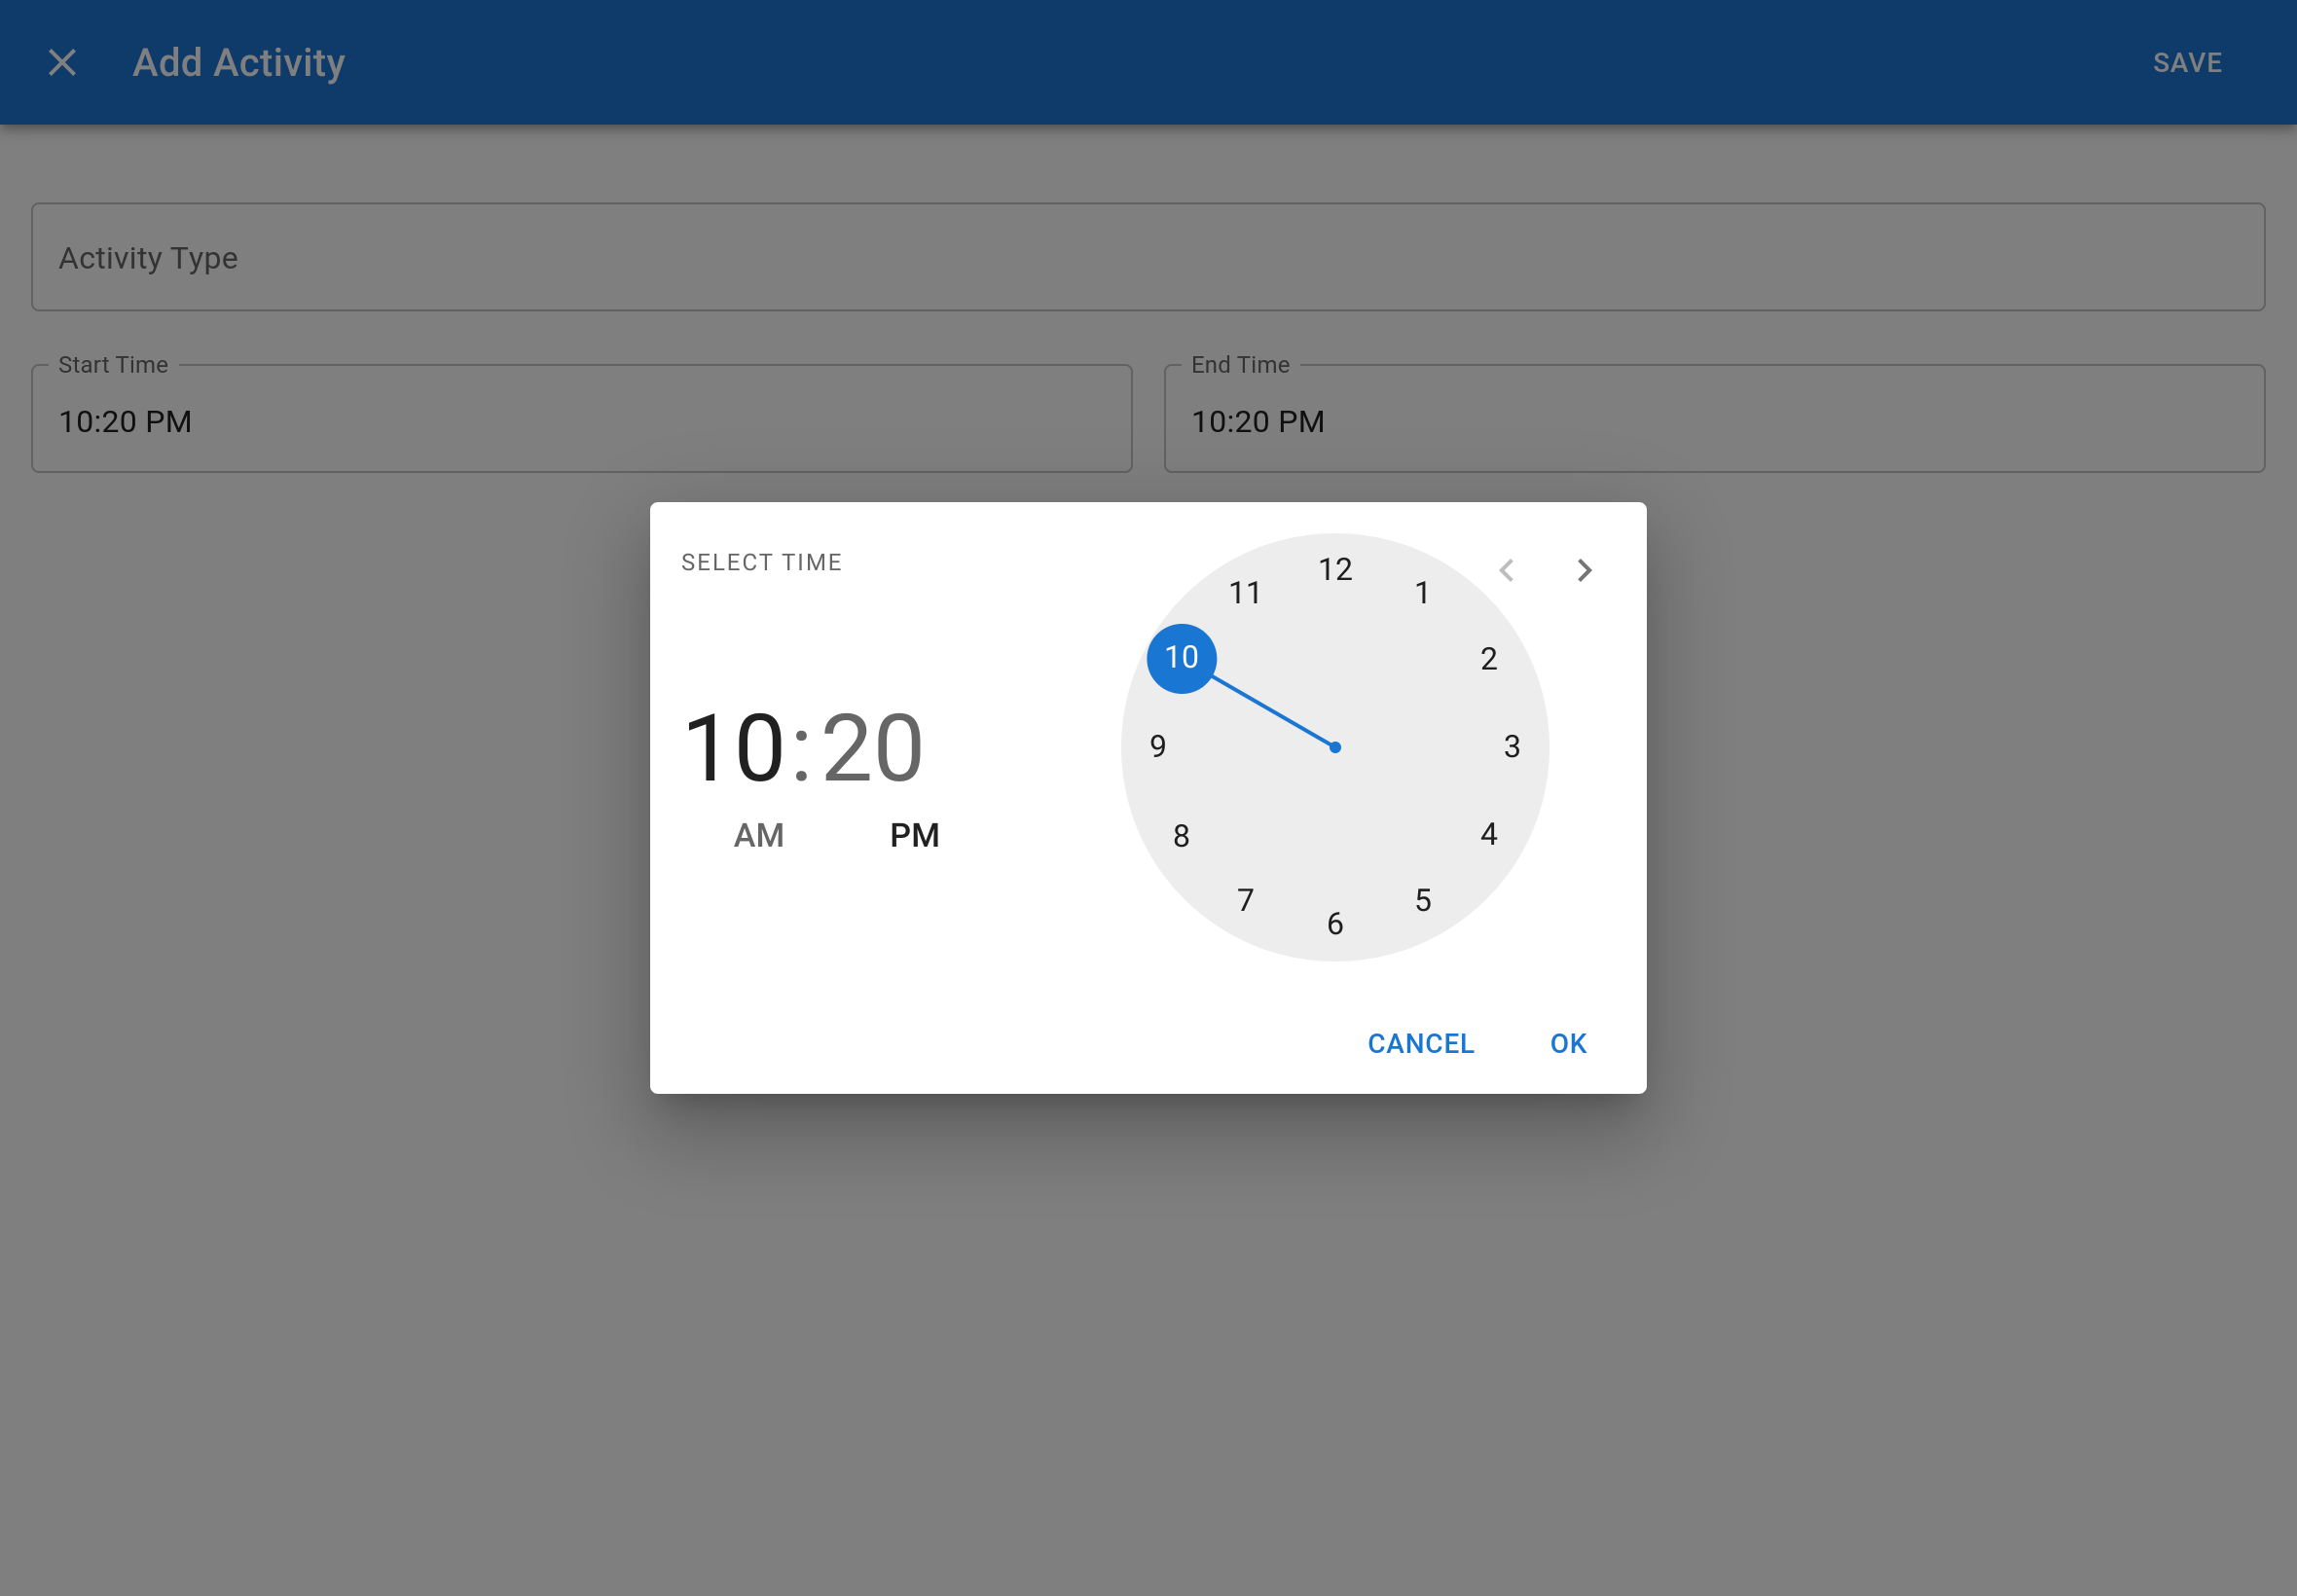 Add Activity
SAVE
Activity Type
Start Time
End Time
10:20 PM
10:20 PM
SELECT TIME
10:20
AM PM
12
11
1
10
2
9
3
8
4
7
5
6
CANCEL OK